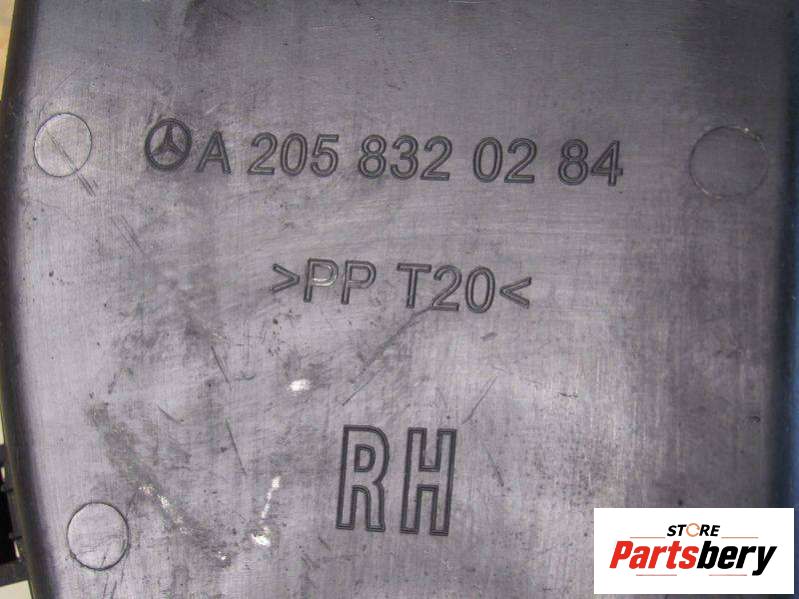 A 205 832 02 84
>PP T20<
RH
STORE
Partsbery